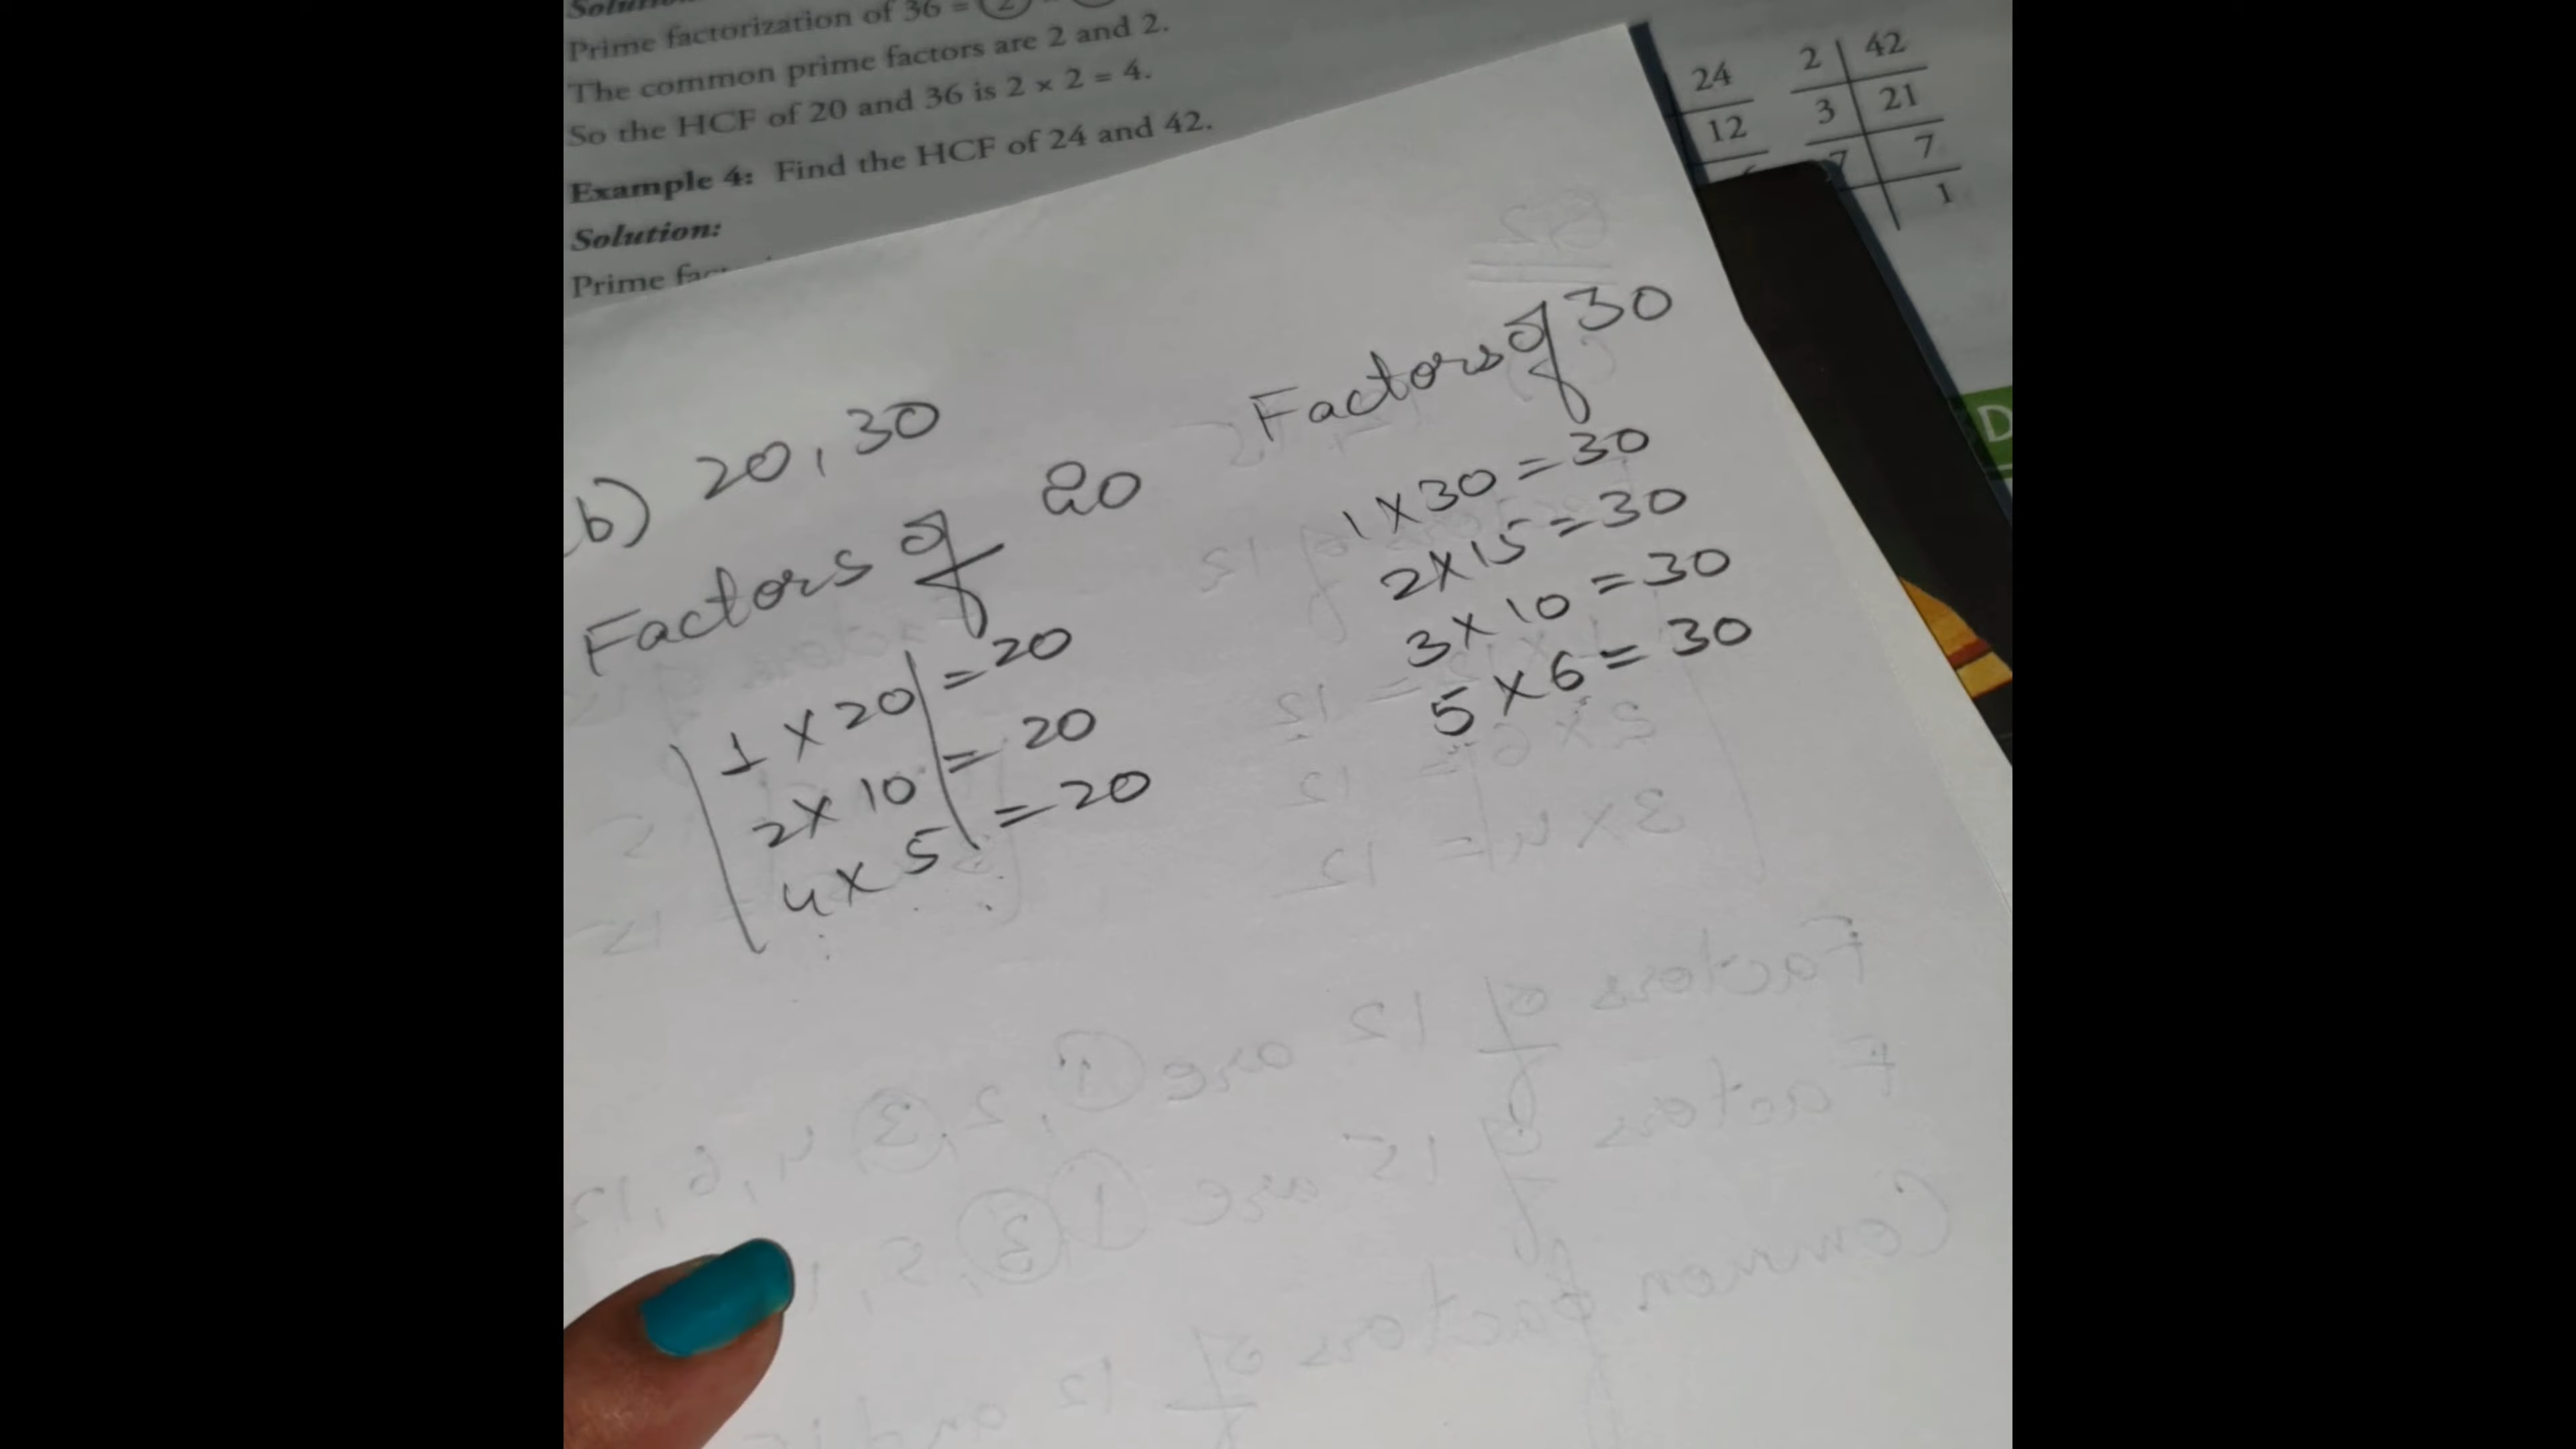 Prime factorization of 36 = 2
The common prime factors are 2 and 2.
So the HCF of 20 and 36 is 2 × 2 = 4.
Example 4: Find the HCF of 24 and 42.
Solution:
Prime
24
12
2 42
3 21
7 7
1
D
b) 20, 30
Factors of 20
1 × 20 = 20
2 × 10 = 20
4 × 5 = 20
Factors of 30
1 × 30 = 30
2 × 15 = 30
3 × 10 = 30
5 × 6 = 30